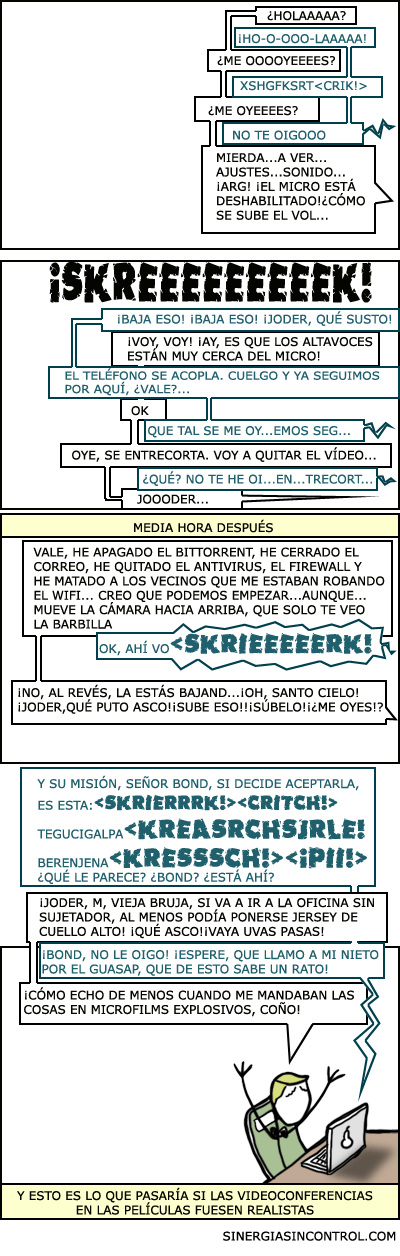 ¿HOLAAAAA?
¡HO-O-OOO-LAAAAA!
¿ME OOOOYEEEES?
XSHGFKSRT<CRIK!>
¿ME OYEEEES?
NO TE OIGOOO
MIERDA...A VER...
AJUSTES...SONIDO...
¡ARG! ¡EL MICRO ESTÁ
DESHABILITADO!¿CÓMO
SE SUBE EL VOL...
¡SKREEEEEEEEEK!
¡BAJA ESO! ¡BAJA ESO! ¡JODER, QUÉ SUSTO!
¡VOY, VOY! ¡AY, ES QUE LOS ALTAVOCES
ESTÁN MUY CERCA DEL MICRO!
EL TELÉFONO SE ACOPLA. CUELGO Y YA SEGUIMOS
POR AQUÍ, ¿VALE?...
OK
QUE TAL SE ME OY...EMOS SEG...
OYE, SE ENTRECORTA. VOY A QUITAR EL VÍDEO...
¿QUÉ? NO TE HE OI...EN...TRECORT...
JOOODER...
MEDIA HORA DESPUÉS
VALE, HE APAGADO EL BITTORRENT, HE CERRADO EL
CORREO, HE QUITADO EL ANTIVIRUS, EL FIREWALL Y
HE MATADO A LOS VECINOS QUE ME ESTABAN ROBANDO
EL WIFI... CREO QUE PODEMOS EMPEZAR...AUNQUE...
MUEVE LA CÁMARA HACIA ARRIBA, QUE SOLO TE VEO
LA BARBILLA
OK, AHÍ VO<SKRIEEEEEERK!
¡NO, AL REVÉS, LA ESTÁS BAJAND...¡OH, SANTO CIELO!
¡JODER,QUÉ PUTO ASCO!¡SUBE ESO!!¡SÚBELO!¡¿ME OYES!?
Y SU MISIÓN, SEÑOR BOND, SI DECIDE ACEPTARLA,
ES ESTA:<SKRIERRRK!><CRITCH!>
TEGUCIGALPA<KREASRCHSJRLE!
BERENJENA<KRESSSCH!><¡PII!>
¿QUÉ LE PARECE? ¿BOND? ¿ESTÁ AHÍ?
¡JODER, M, VIEJA BRUJA, SI VA A IR A LA OFICINA SIN
SUJETADOR, AL MENOS PODÍA PONERSE JERSEY DE
CUELLO ALTO! ¡QUÉ ASCO!¡VAYA UVAS PASAS!
¡BOND, NO LE OIGO! ¡ESPERE, QUE LLAMO A MI NIETO
POR EL GUASAP, QUE DE ESTO SABE UN RATO!
¡CÓMO ECHO DE MENOS CUANDO ME MANDABAN LAS
COSAS EN MICROFILMS EXPLOSIVOS, COÑO!
Y ESTO ES LO QUE PASARÍA SI LAS VIDEOCONFERENCIAS
EN LAS PELÍCULAS FUESEN REALISTAS
SINERGIASINCONTROL.COM